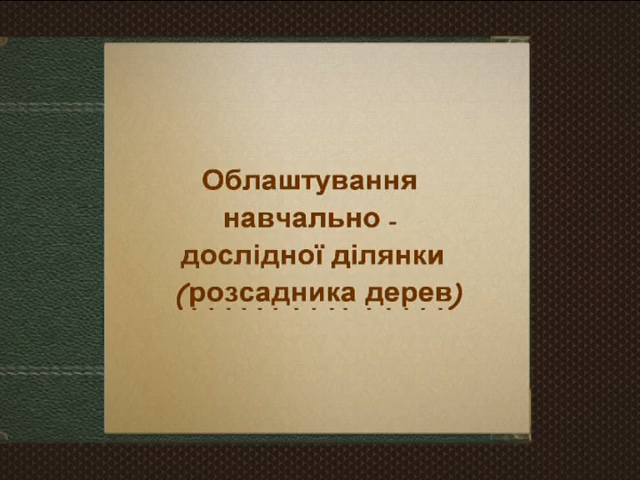 Облаштування
навчально -
дослідної ділянки
(розсадника дерев)